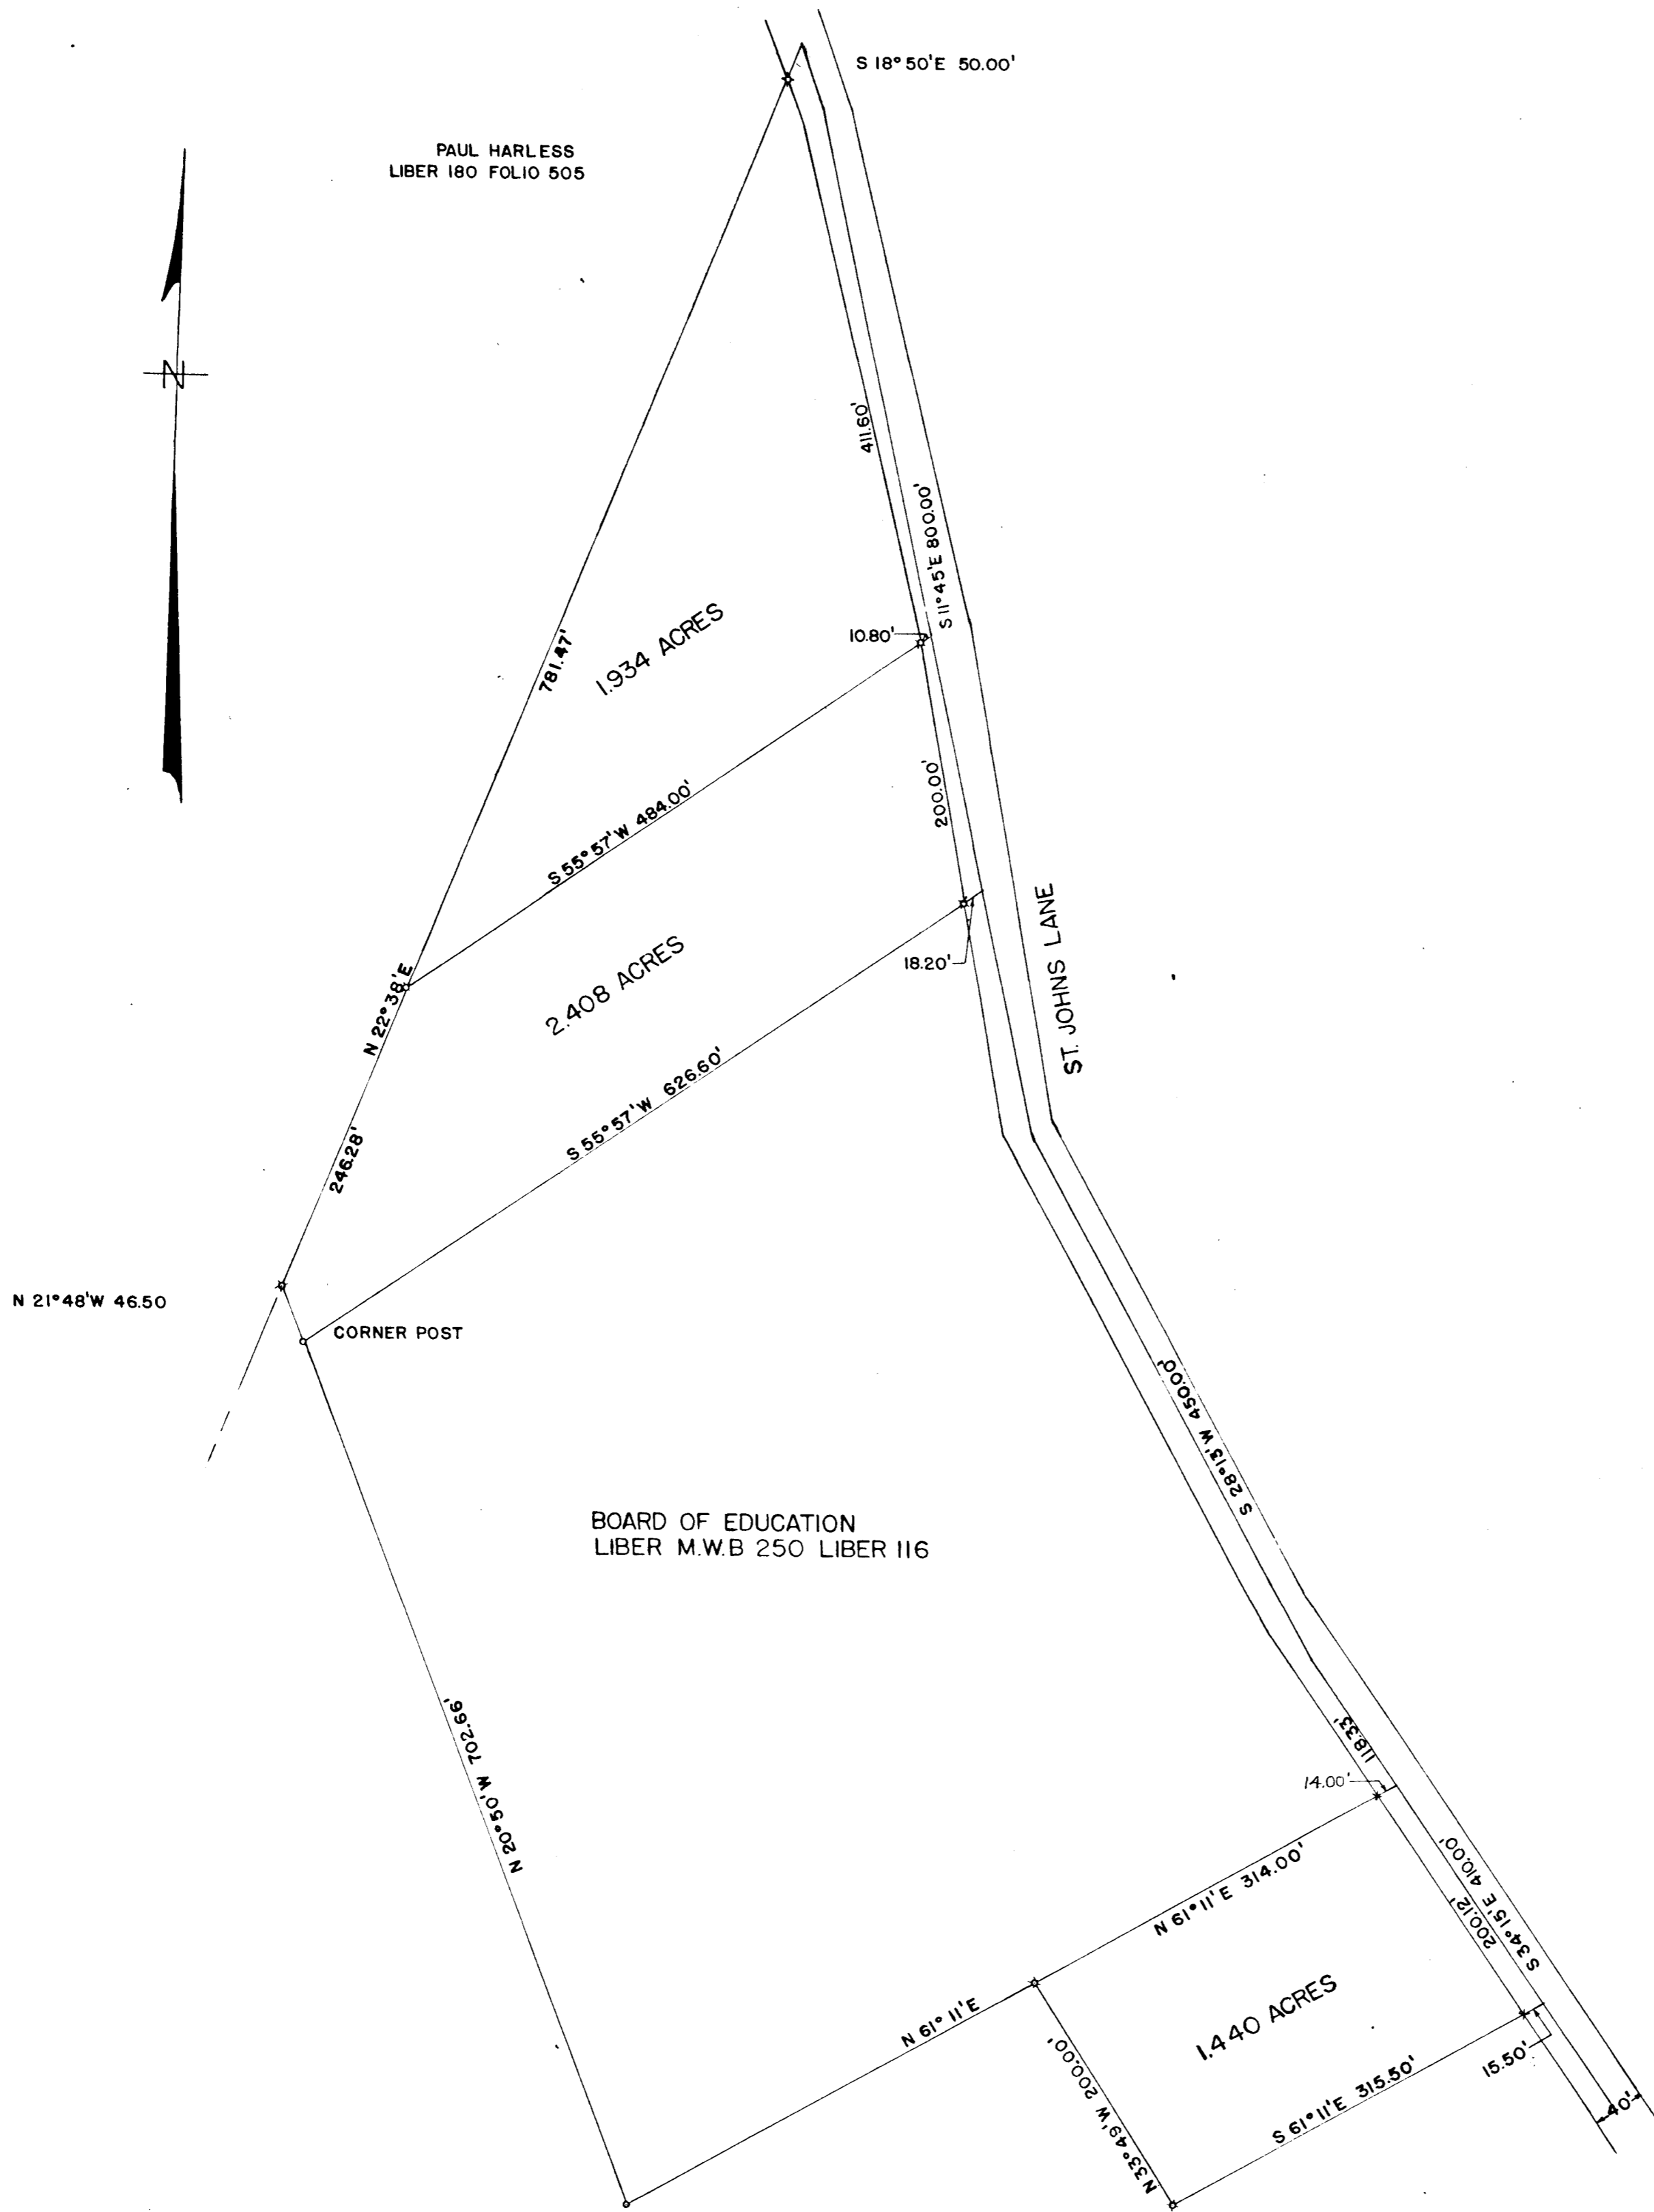 S 18° 50' E 50.00'
PAUL HARLESS
LIBER 180 FOLIO 505
N
411.60'
S 11° 45' E 800.00'
10.80'
1.934 ACRES
781.47'
200.00'
S 55° 57' W 484.00'
ST. JOHNS LANE
18.20'
2.408 ACRES
N 22° 38' E
S 55° 57' W 626.60'
246.28'
N 21° 48' W 46.50
CORNER POST
S 28° 13' W 450.00'
BOARD OF EDUCATION
LIBER M.W.B 250 LIBER 116
N 20° 50' W 702.66'
118.33'
14.00'
N 61° 11' E 314.00'
S 34° 15' E 410.00'
200.12'
N 61° 11' E
1.440 ACRES
N 33° 49' W 200.00'
S 61° 11' E 315.50'
15.50'
40'